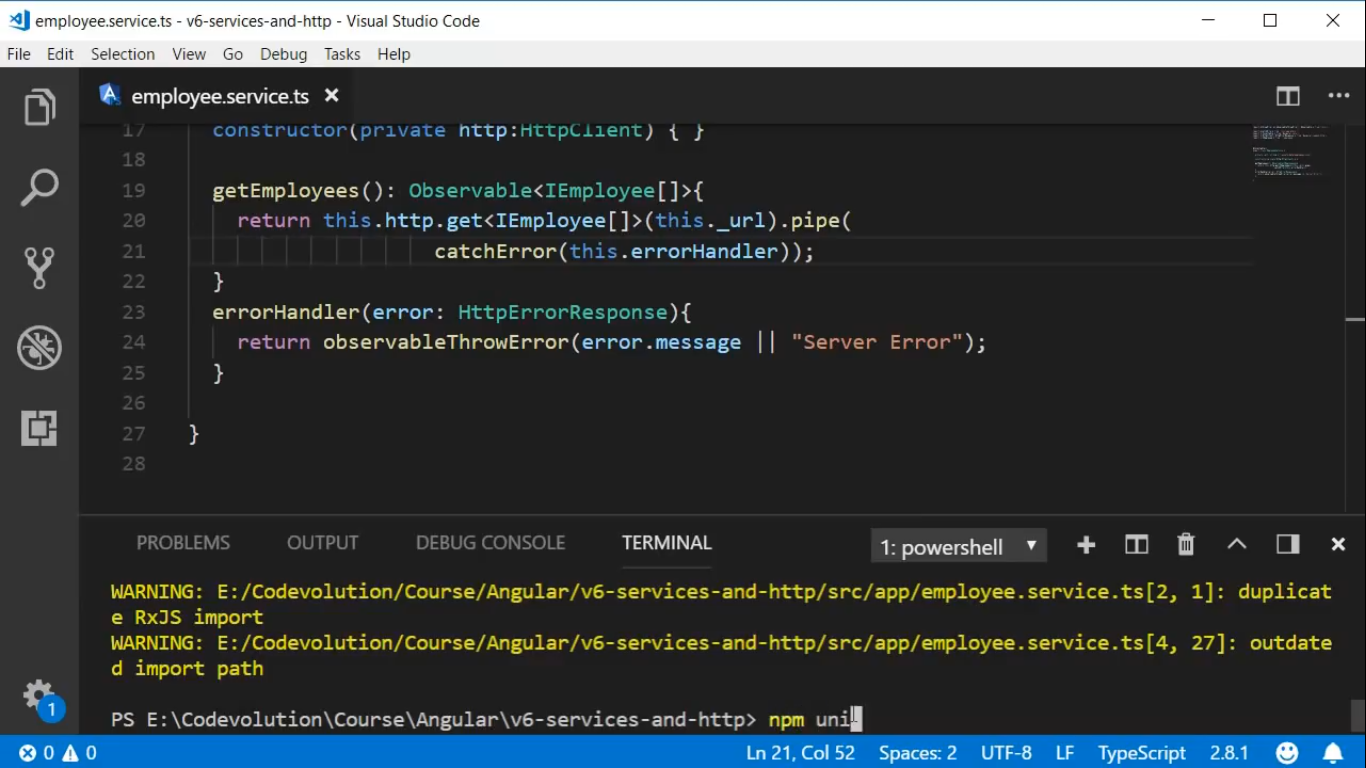 employee.service.ts - v6-services-and-http - Visual Studio Code
File Edit Selection View Go Debug Tasks Help
employee.service.ts
17 constructor(private http:HttpClient) { }
18
19 getEmployees(): Observable<IEmployee[]>{
20 return this.http.get<IEmployee[]>(this._url).pipe(
21 catchError(this.errorHandler));
22 }
23 errorHandler(error: HttpErrorResponse){
24 return observableThrowError(error.message || "Server Error");
25 }
26
27 }
28
PROBLEMS OUTPUT DEBUG CONSOLE TERMINAL 1: powershell
WARNING: E:/Codevolution/Course/Angular/v6-services-and-http/src/app/employee.service.ts[2, 1]: duplicat
e RxJS import
WARNING: E:/Codevolution/Course/Angular/v6-services-and-http/src/app/employee.service.ts[4, 27]: outdate
d import path
PS E:\Codevolution\Course\Angular\v6-services-and-http> npm uni
1
0 0 Ln 21, Col 52 Spaces: 2 UTF-8 LF TypeScript 2.8.1